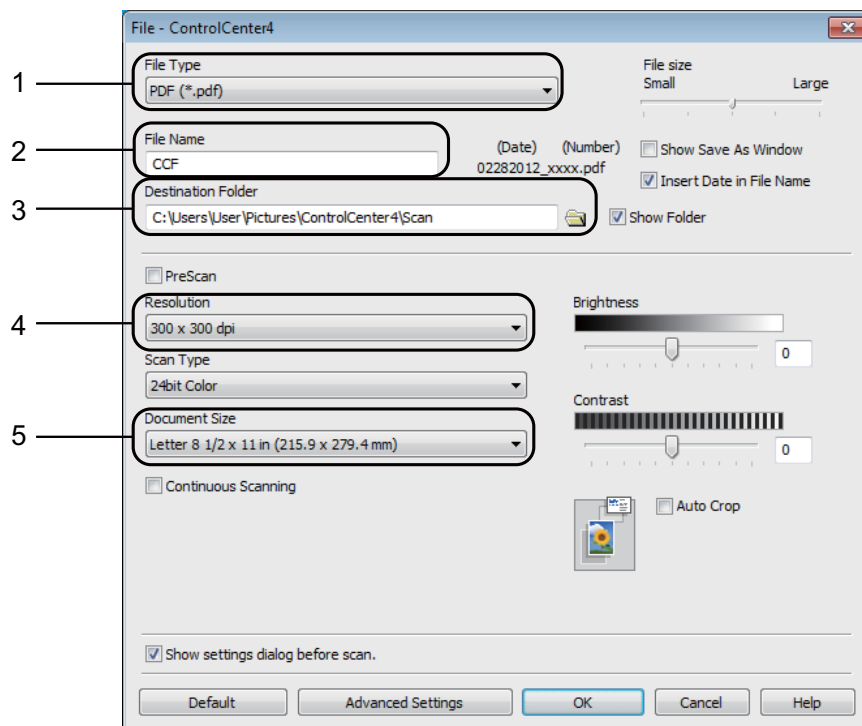 File - ControlCenter4
1
File Type
PDF (*.pdf)
File size
Small Large
2
File Name
CCF
(Date) (Number)
02282012_xxxx.pdf
Show Save As Window
Insert Date in File Name
3
Destination Folder
C:\Users\User\Pictures\ControlCenter4\Scan
Show Folder
PreScan
4
Resolution
300 x 300 dpi
Scan Type
24bit Color
5
Document Size
Letter 8 1/2 x 11 in (215.9 x 279.4 mm)
Continuous Scanning
Brightness
0
Contrast
0
Auto Crop
Show settings dialog before scan.
Default Advanced Settings OK Cancel Help